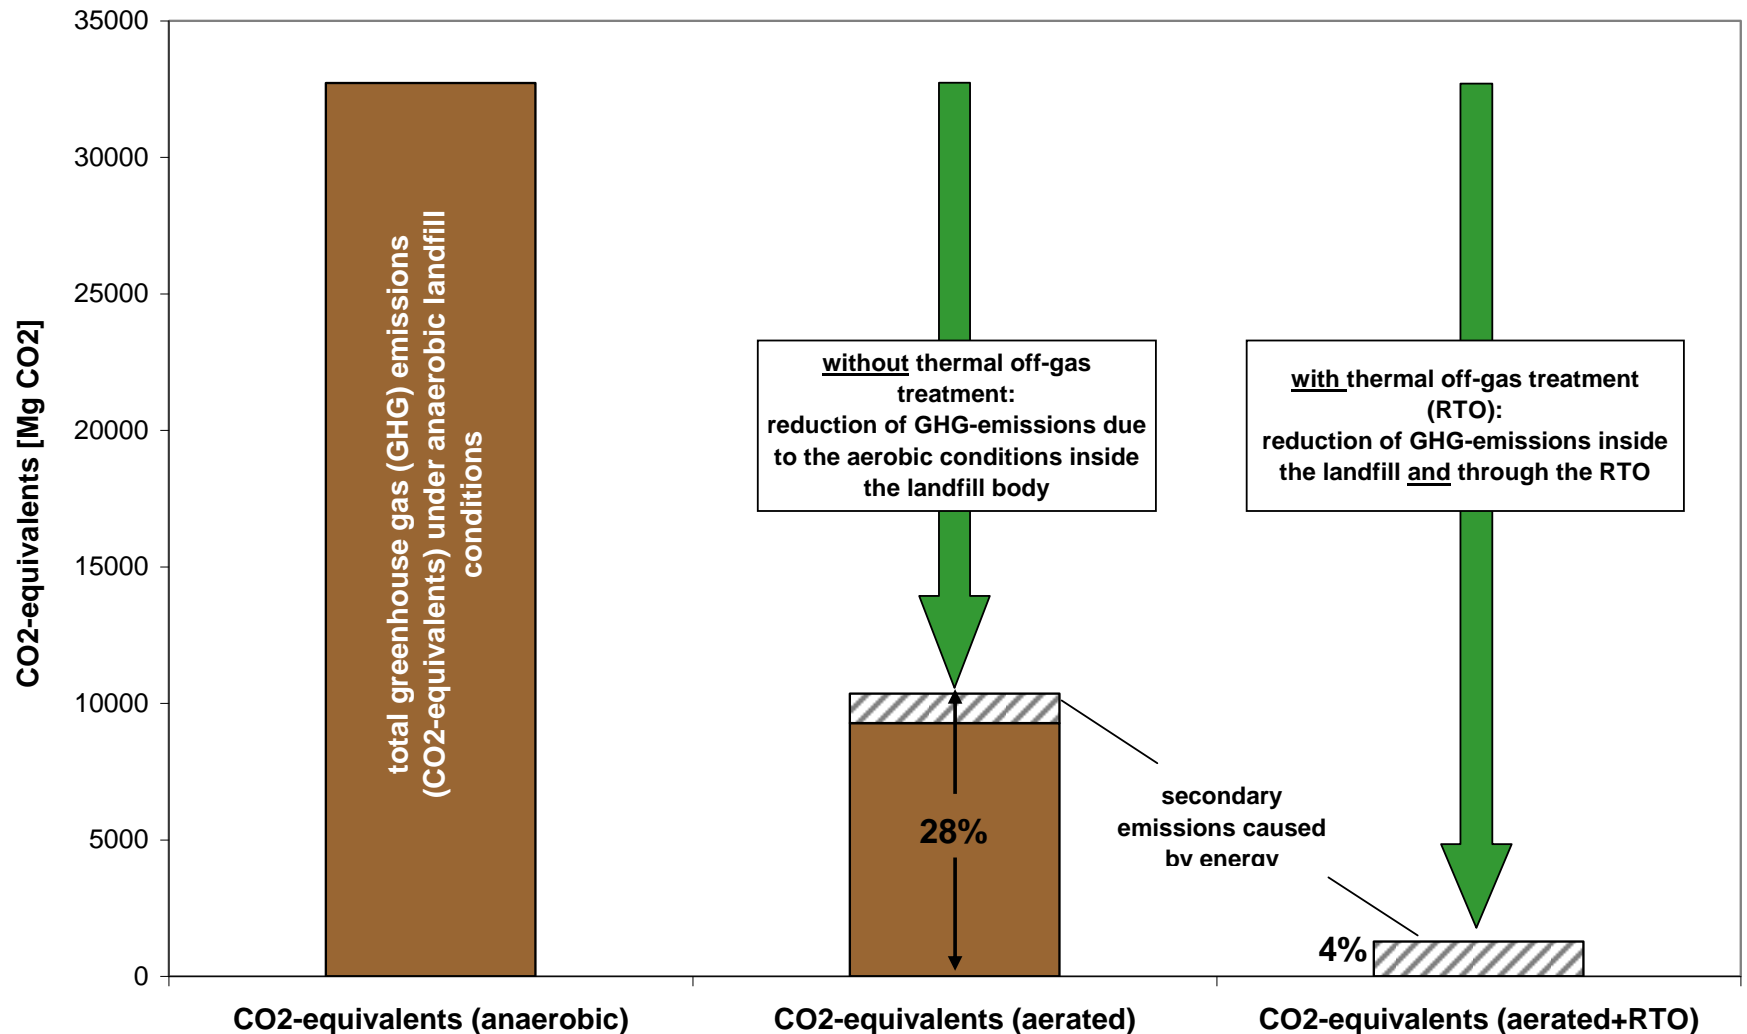 35000
30000
25000
20000
15000
10000
5000
0
CO2-equivalents [Mg CO2]
total greenhouse gas (GHG) emissions
(CO2-equivalents) under anaerobic landfill
conditions
without thermal off-gas
treatment:
reduction of GHG-emissions due
to the aerobic conditions inside
the landfill body
with thermal off-gas treatment
(RTO):
reduction of GHG-emissions inside
the landfill and through the RTO
28%
secondary
emissions caused
by energy
4%
CO2-equivalents (anaerobic)
CO2-equivalents (aerated)
CO2-equivalents (aerated+RTO)